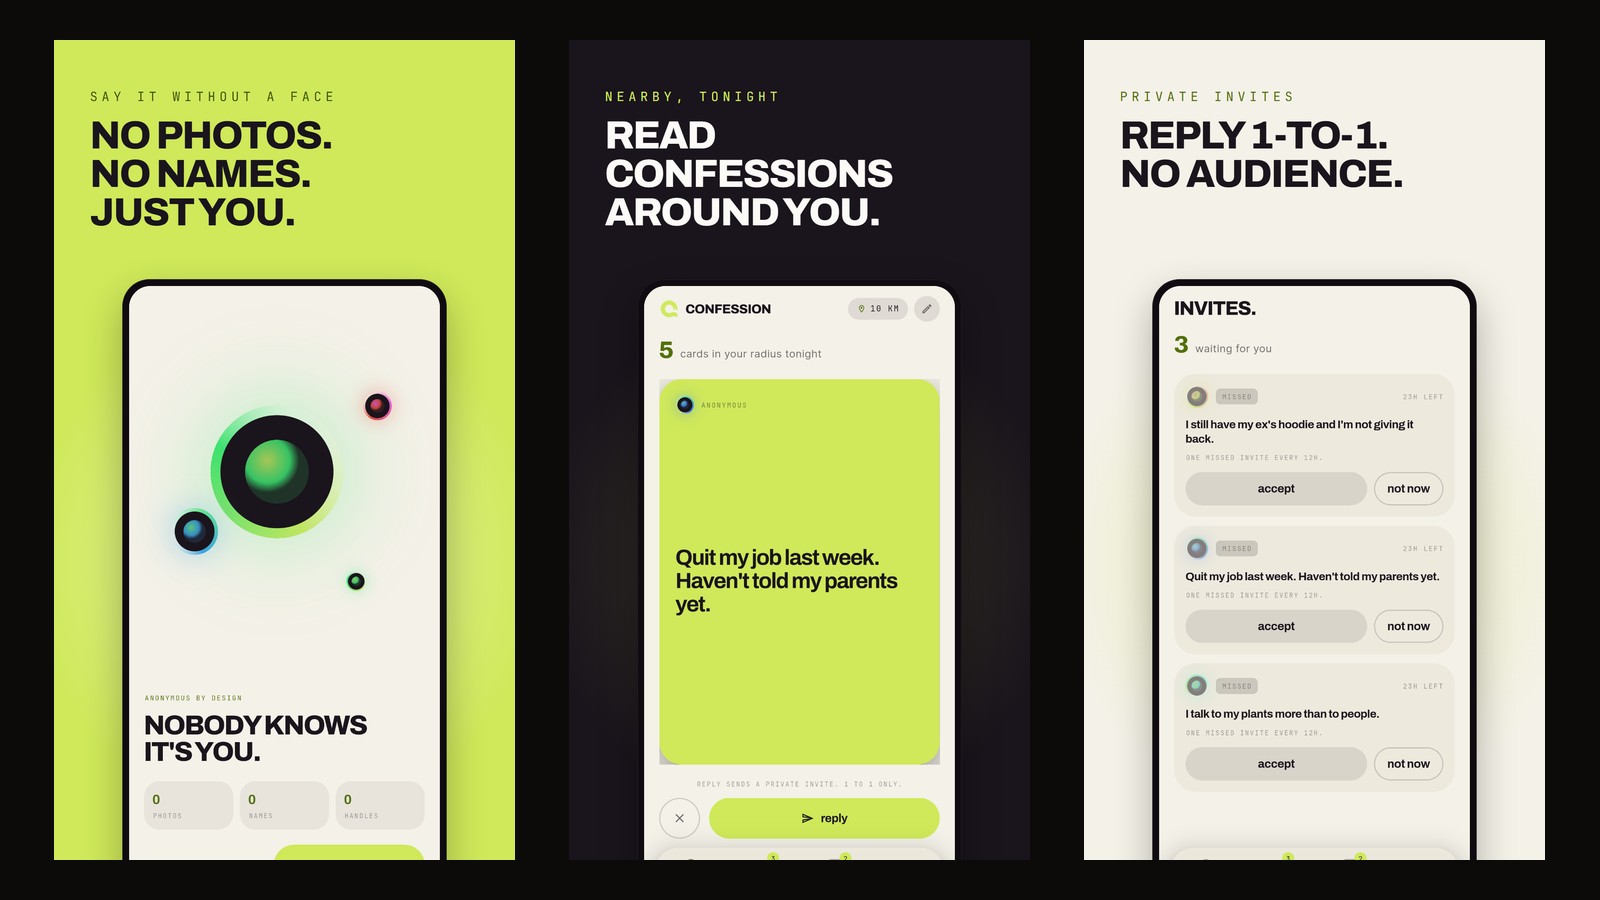 SAY IT WITHOUT A FACE
NO PHOTOS.
NO NAMES.
JUST YOU.
ANONYMOUS BY DESIGN
NOBODY KNOWS
IT'S YOU.
0
PHOTOS
0
NAMES
0
HANDLES
NEARBY, TONIGHT
READ
CONFESSIONS
AROUND YOU.
CONFESSION
10 KM
5 cards in your radius tonight
ANONYMOUS
Quit my job last week.
Haven't told my parents
yet.
REPLY SENDS A PRIVATE INVITE. 1 TO 1 ONLY.
reply
3
2
PRIVATE INVITES
REPLY 1-TO-1.
NO AUDIENCE.
INVITES.
3 waiting for you
MISSED
23H LEFT
I still have my ex's hoodie and I'm not giving it
back.
ONE MISSED INVITE EVERY 12H.
accept
not now
MISSED
23H LEFT
Quit my job last week. Haven't told my parents yet.
ONE MISSED INVITE EVERY 12H.
accept
not now
MISSED
23H LEFT
I talk to my plants more than to people.
ONE MISSED INVITE EVERY 12H.
accept
not now
3
2